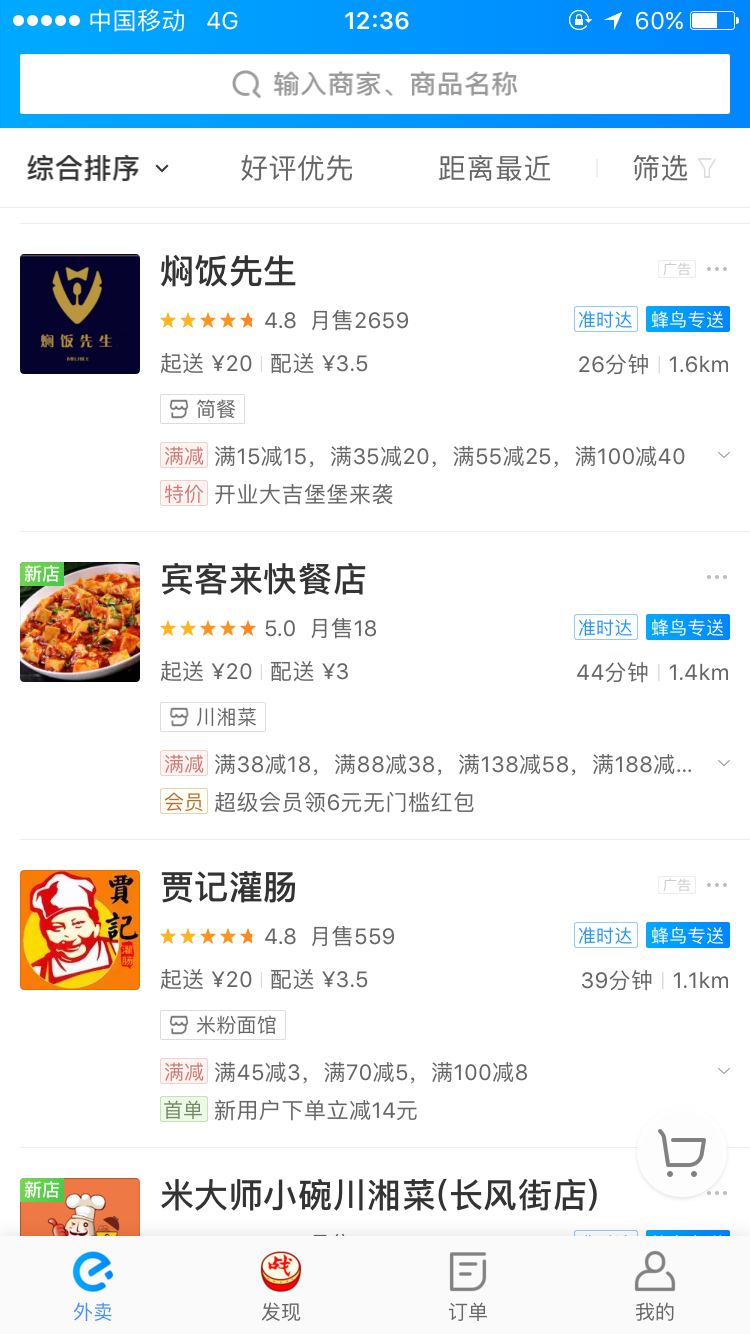 中国移动 4G 12:36 60%
输入商家、商品名称
综合排序 好评优先 距离最近 筛选
焖饭先生
焖饭先生 广告
4.8 月售2659 准时达 蜂鸟专送
起送 ¥20 配送 ¥3.5 26分钟 1.6km
简餐
满减 满15减15，满35减20，满55减25，满100减40
特价 开业大吉堡堡来袭
新店 宾客来快餐店
5.0 月售18 准时达 蜂鸟专送
起送 ¥20 配送 ¥3 44分钟 1.4km
川湘菜
满减 满38减18，满88减38，满138减58，满188减...
会员 超级会员领6元无门槛红包
賈記灌肠
贾记灌肠 广告
4.8 月售559 准时达 蜂鸟专送
起送 ¥20 配送 ¥3.5 39分钟 1.1km
米粉面馆
满减 满45减3，满70减5，满100减8
首单 新用户下单立减14元
新店 米大师小碗川湘菜(长风街店)
战
外卖 发现 订单 我的